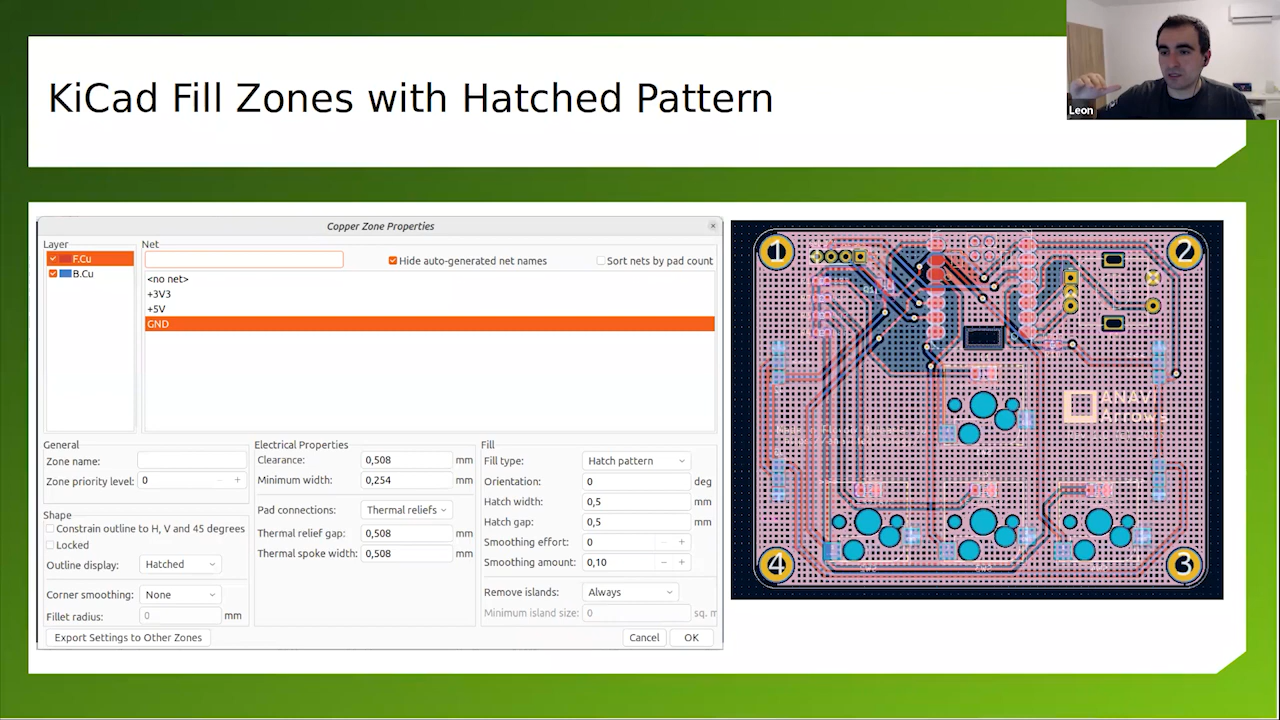 KiCad Fill Zones with Hatched Pattern
Leon
Copper Zone Properties
Layer
F.Cu
B.Cu
Net
Hide auto-generated net names
Sort nets by pad count
<no net>
+3V3
+5V
GND
General
Zone name:
Zone priority level: 0
Shape
Constrain outline to H, V and 45 degrees
Locked
Outline display: Hatched
Corner smoothing: None
Fillet radius: 0 mm
Electrical Properties
Clearance: 0,508 mm
Minimum width: 0,254 mm
Pad connections: Thermal reliefs
Thermal relief gap: 0,508 mm
Thermal spoke width: 0,508 mm
Fill
Fill type: Hatch pattern
Orientation: 0 deg
Hatch width: 0,5 mm
Hatch gap: 0,5 mm
Smoothing effort: 0
Smoothing amount: 0,10
Remove islands: Always
Minimum island size: 0 sq. m
Export Settings to Other Zones
Cancel
OK
1
2
ANAVI
Arrows
4
3